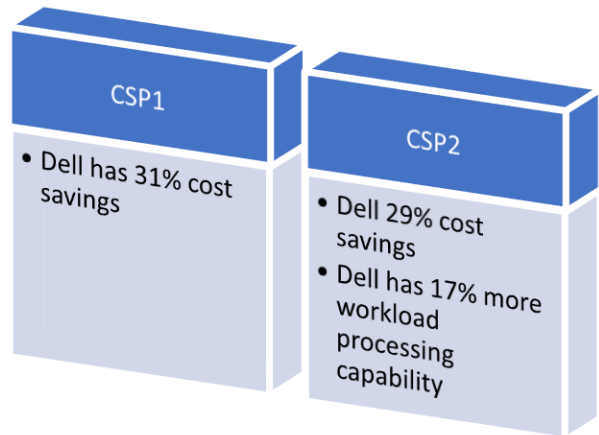 CSP1
• Dell has 31% cost
savings
CSP2
• Dell 29% cost
savings
• Dell has 17% more
workload
processing
capability